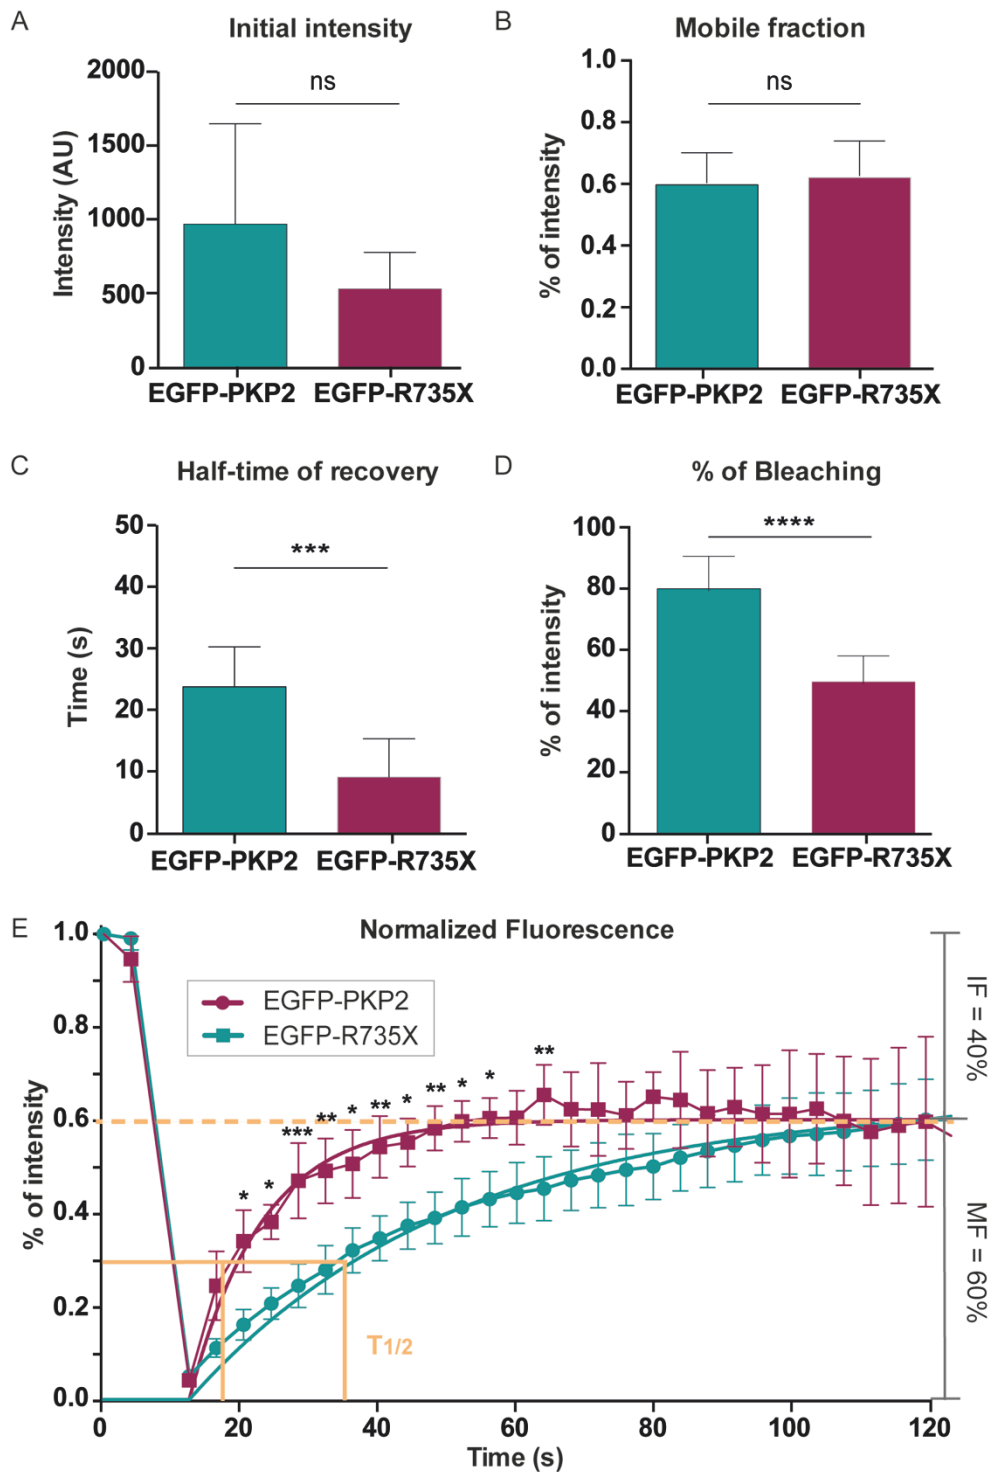 A
Initial intensity
Intensity (AU)
2000
1500
1000
500
0
ns
EGFP-PKP2
EGFP-R735X
B
Mobile fraction
% of intensity
1.0
0.8
0.6
0.4
0.2
0.0
ns
EGFP-PKP2
EGFP-R735X
C
Half-time of recovery
Time (s)
50
40
30
20
10
0
***
EGFP-PKP2
EGFP-R735X
D
% of Bleaching
% of intensity
100
80
60
40
20
0
****
EGFP-PKP2
EGFP-R735X
E
Normalized Fluorescence
% of intensity
1.0
0.8
0.6
0.4
0.2
0.0
EGFP-PKP2
EGFP-R735X
*
*
***
**
*
**
*
**
*
*
**
T1/2
IF = 40%
MF = 60%
0
20
40
60
80
100
120
Time (s)